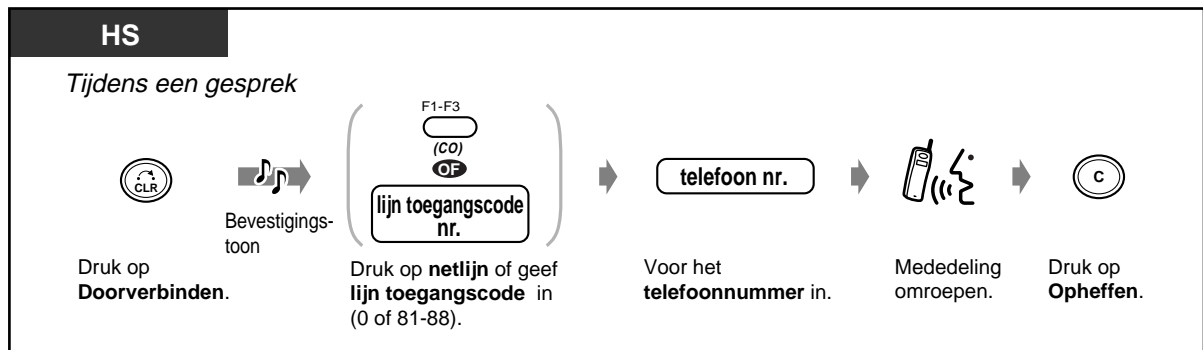 HS
Tijdens een gesprek
F1-F3
(CO)
OF
lijn toegangscode
nr.
CLR
telefoon nr.
C
Bevestigings-
toon
Druk op
Doorverbinden.
Druk op netlijn of geef
lijn toegangscode in
(0 of 81-88).
Voor het
telefoonnummer in.
Mededeling
omroepen.
Druk op
Opheffen.